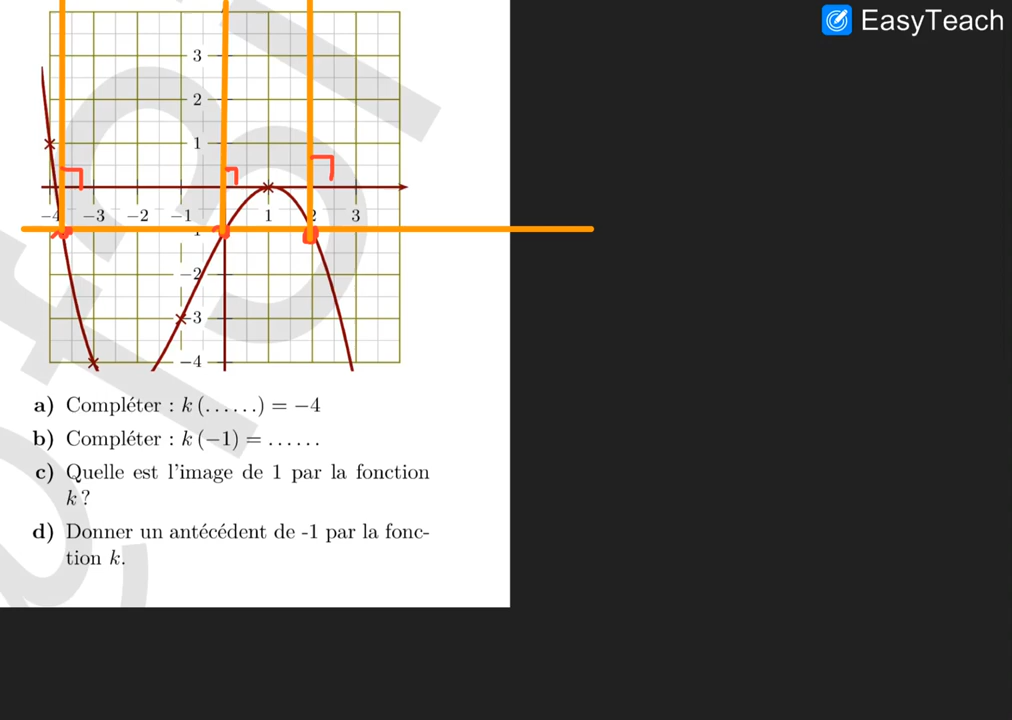 EasyTeach
3
2
1
-4 -3 -2 -1 1 2 3
-2
-3
-4
a) Compléter : k (......) = −4
b) Compléter : k (−1) = ......
c) Quelle est l'image de 1 par la fonction
k ?
d) Donner un antécédent de -1 par la fonc-
tion k.